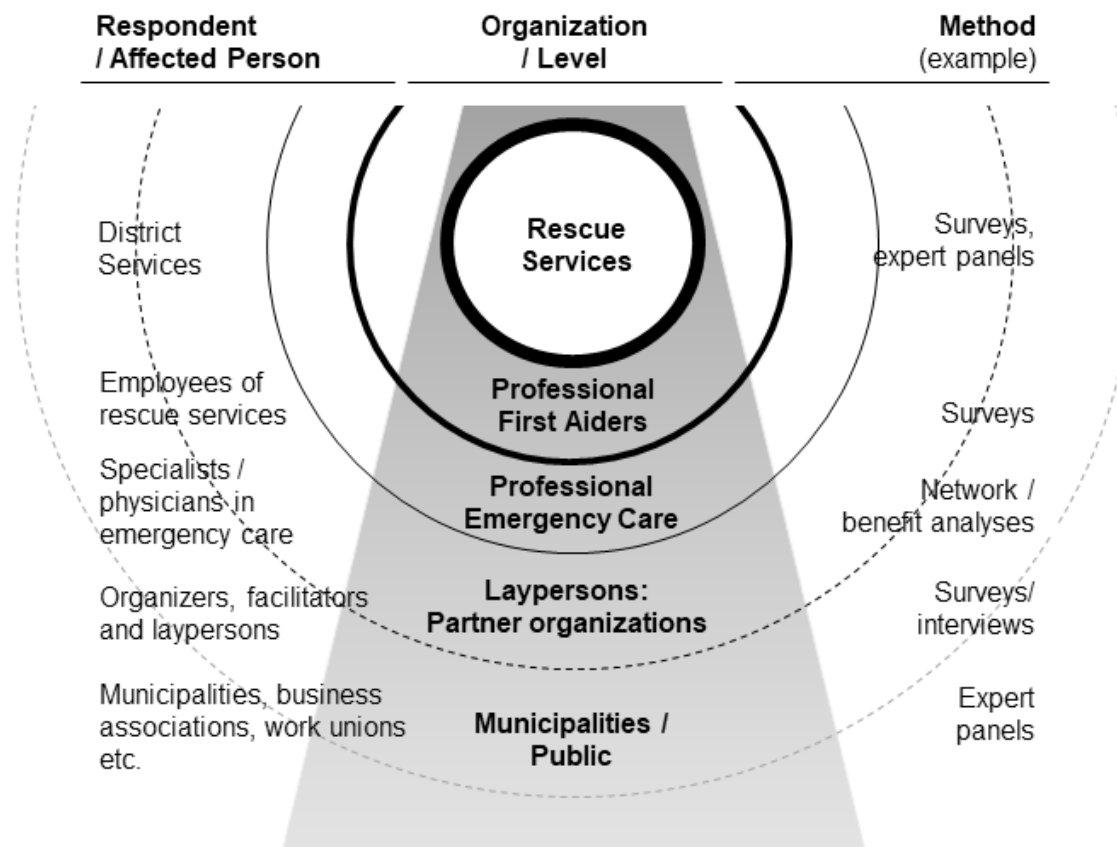 Respondent
/ Affected Person
Organization
/ Level
Method
(example)
District
Services
Rescue
Services
Surveys,
expert panels
Employees of
rescue services
Professional
First Aiders
Surveys
Specialists /
physicians in
emergency care
Professional
Emergency Care
Network /
benefit analyses
Organizers, facilitators
and laypersons
Laypersons:
Partner organizations
Surveys/
interviews
Municipalities, business
associations, work unions
etc.
Municipalities /
Public
Expert
panels